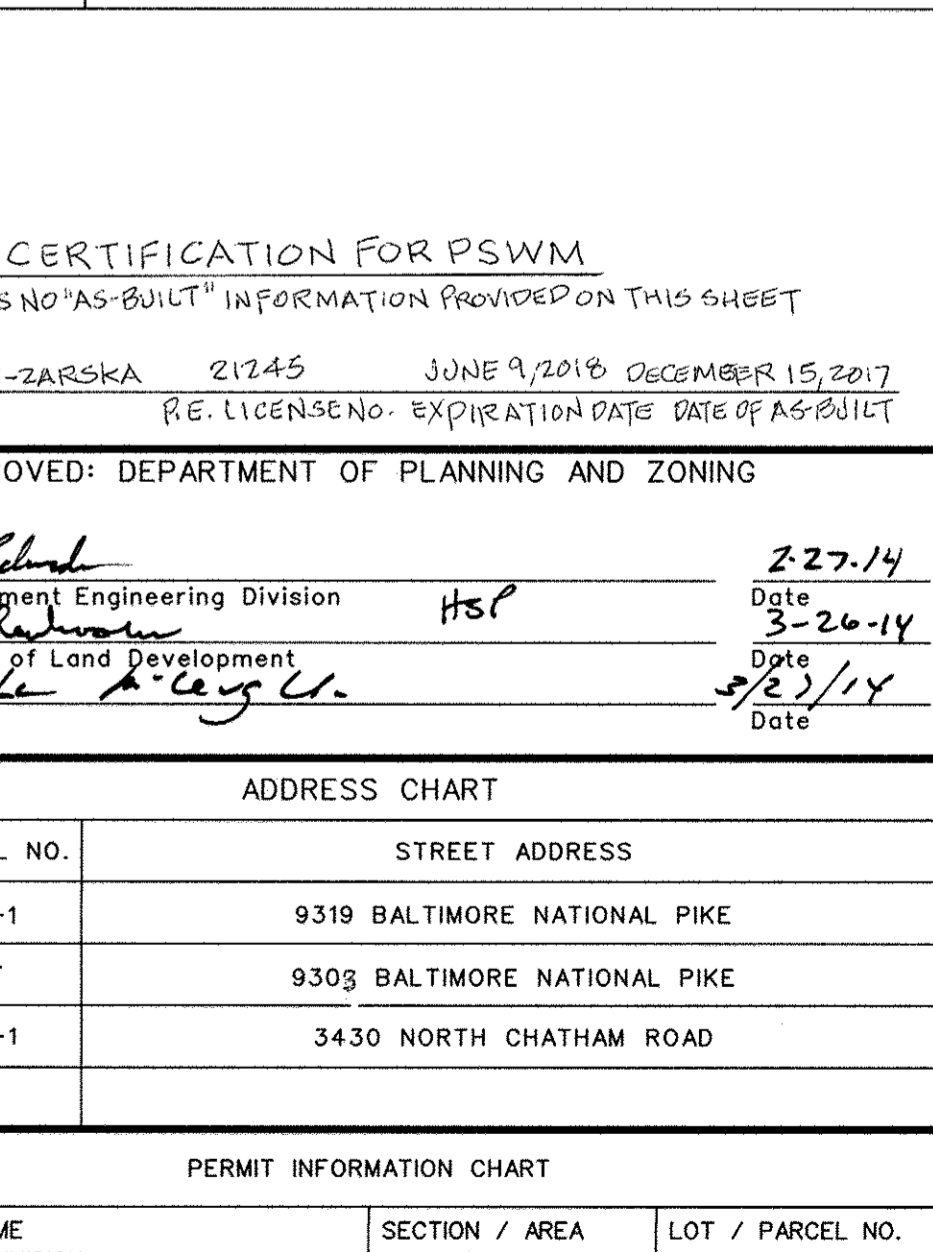 CERTIFICATION FOR PSWM
S NO "AS-BUILT" INFORMATION PROVIDED ON THIS SHEET
-ZARSKA 21245 JUNE 9, 2018 DECEMBER 15, 2017
P.E. LICENSE NO. EXPIRATION DATE DATE OF AS-BUILT
OVED: DEPARTMENT OF PLANNING AND ZONING
2-27-14
ment Engineering Division HSP Date
3-26-14
of Land Development Date
3/27/14
Date
ADDRESS CHART
L NO. STREET ADDRESS
-1 9319 BALTIMORE NATIONAL PIKE
9303 BALTIMORE NATIONAL PIKE
-1 3430 NORTH CHATHAM ROAD
PERMIT INFORMATION CHART
ME SECTION / AREA LOT / PARCEL NO.